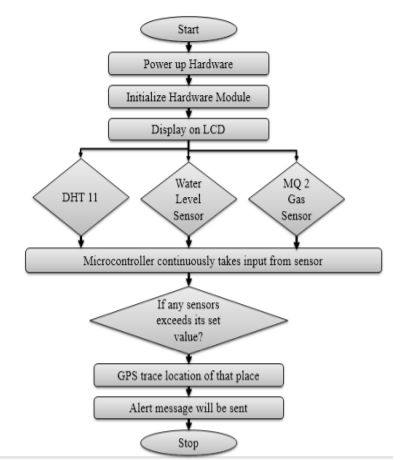 Start
Power up Hardware
Initialize Hardware Module
Display on LCD
DHT 11
Water
Level
Sensor
MQ 2
Gas
Sensor
Microcontroller continuously takes input from sensor
If any sensors
exceeds its set
value?
GPS trace location of that place
Alert message will be sent
Stop